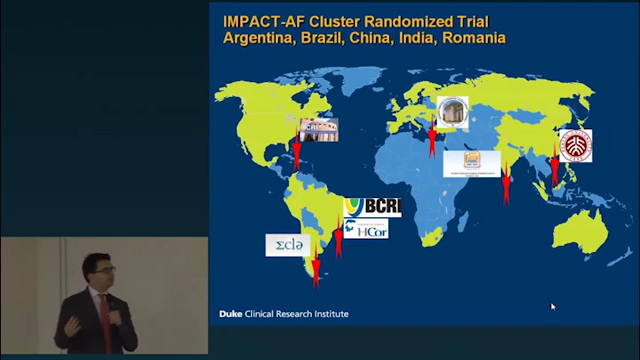 IMPACT-AF Cluster Randomized Trial
Argentina, Brazil, China, India, Romania
BCRI
HCor
Σclə
Duke Clinical Research Institute